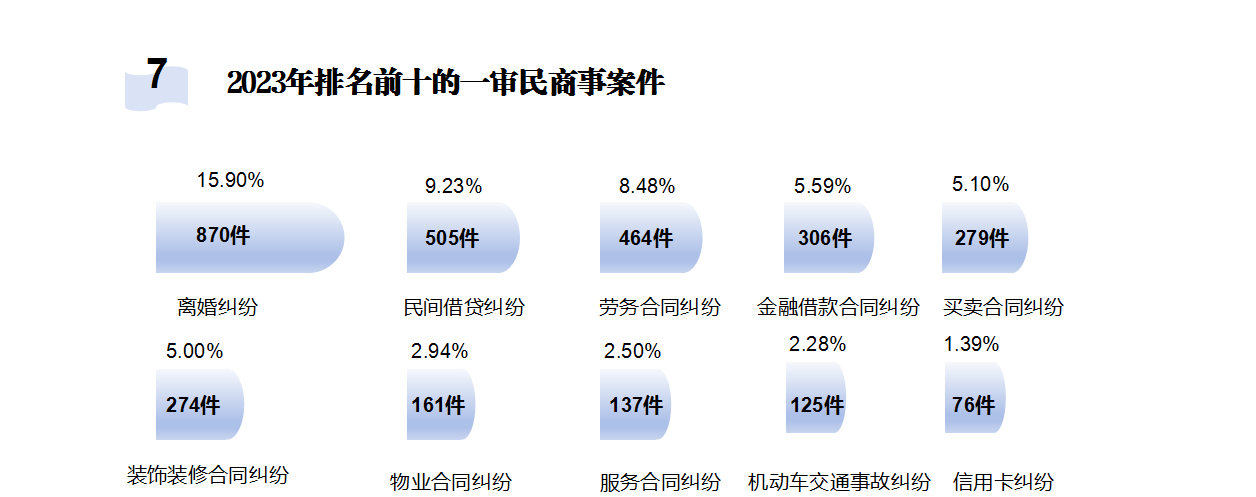 7
2023年排名前十的一审民商事案件
15.90%
9.23%
8.48%
5.59%
5.10%
870件
505件
464件
306件
279件
离婚纠纷
民间借贷纠纷
劳务合同纠纷
金融借款合同纠纷
买卖合同纠纷
5.00%
2.94%
2.50%
2.28%
1.39%
274件
161件
137件
125件
76件
装饰装修合同纠纷
物业合同纠纷
服务合同纠纷
机动车交通事故纠纷
信用卡纠纷